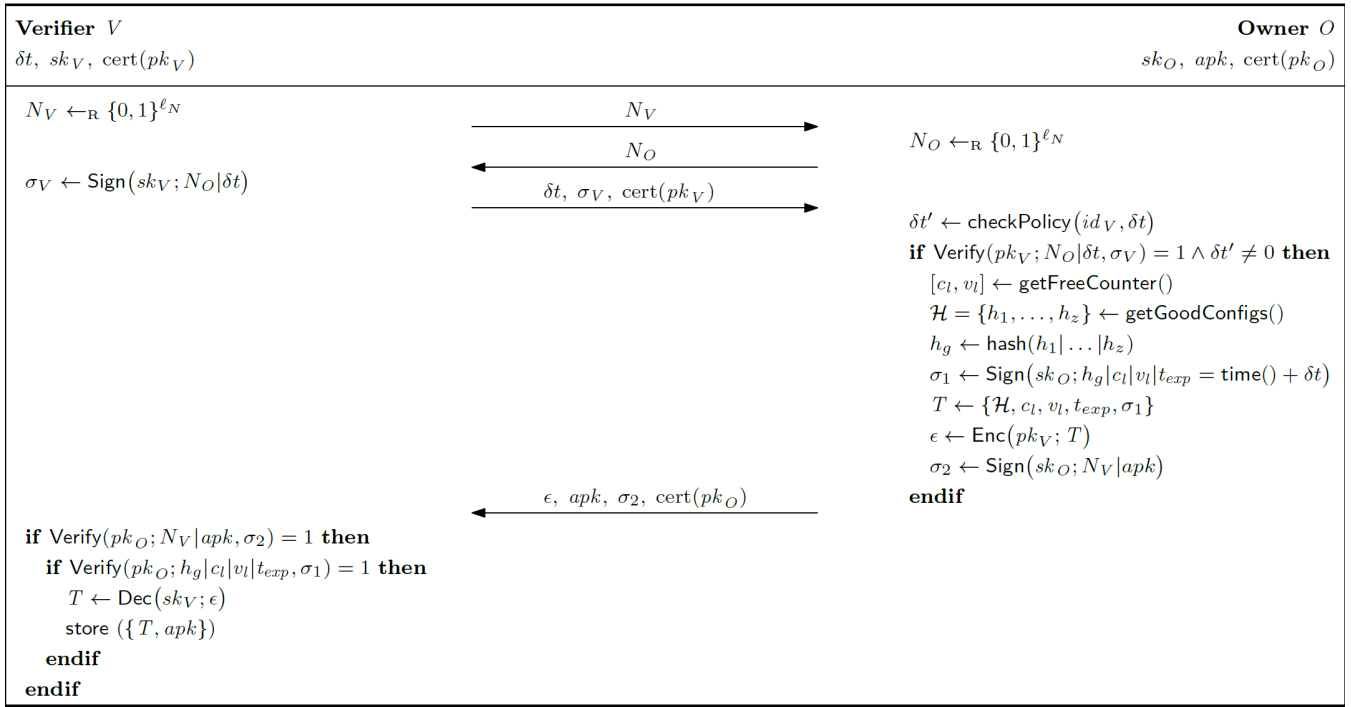 Verifier V
Owner O
δt, sk_V, cert(pk_V)
sk_O, apk, cert(pk_O)
N_V ←_R {0, 1}^{ℓ_N}
N_V
N_O ←_R {0, 1}^{ℓ_N}
N_O
σ_V ← Sign(sk_V; N_O|δt)
δt, σ_V, cert(pk_V)
δt′ ← checkPolicy(id_V, δt)
if Verify(pk_V; N_O|δt, σ_V) = 1 ∧ δt′ ≠ 0 then
[c_l, v_l] ← getFreeCounter()
ℋ = {h_1, . . . , h_z} ← getGoodConfigs()
h_g ← hash(h_1| . . . |h_z)
σ_1 ← Sign(sk_O; h_g|c_l|v_l|t_exp = time() + δt)
T ← {ℋ, c_l, v_l, t_exp, σ_1}
ϵ ← Enc(pk_V; T)
σ_2 ← Sign(sk_O; N_V|apk)
endif
ϵ, apk, σ_2, cert(pk_O)
if Verify(pk_O; N_V|apk, σ_2) = 1 then
if Verify(pk_O; h_g|c_l|v_l|t_exp, σ_1) = 1 then
T ← Dec(sk_V; ϵ)
store ({T, apk})
endif
endif